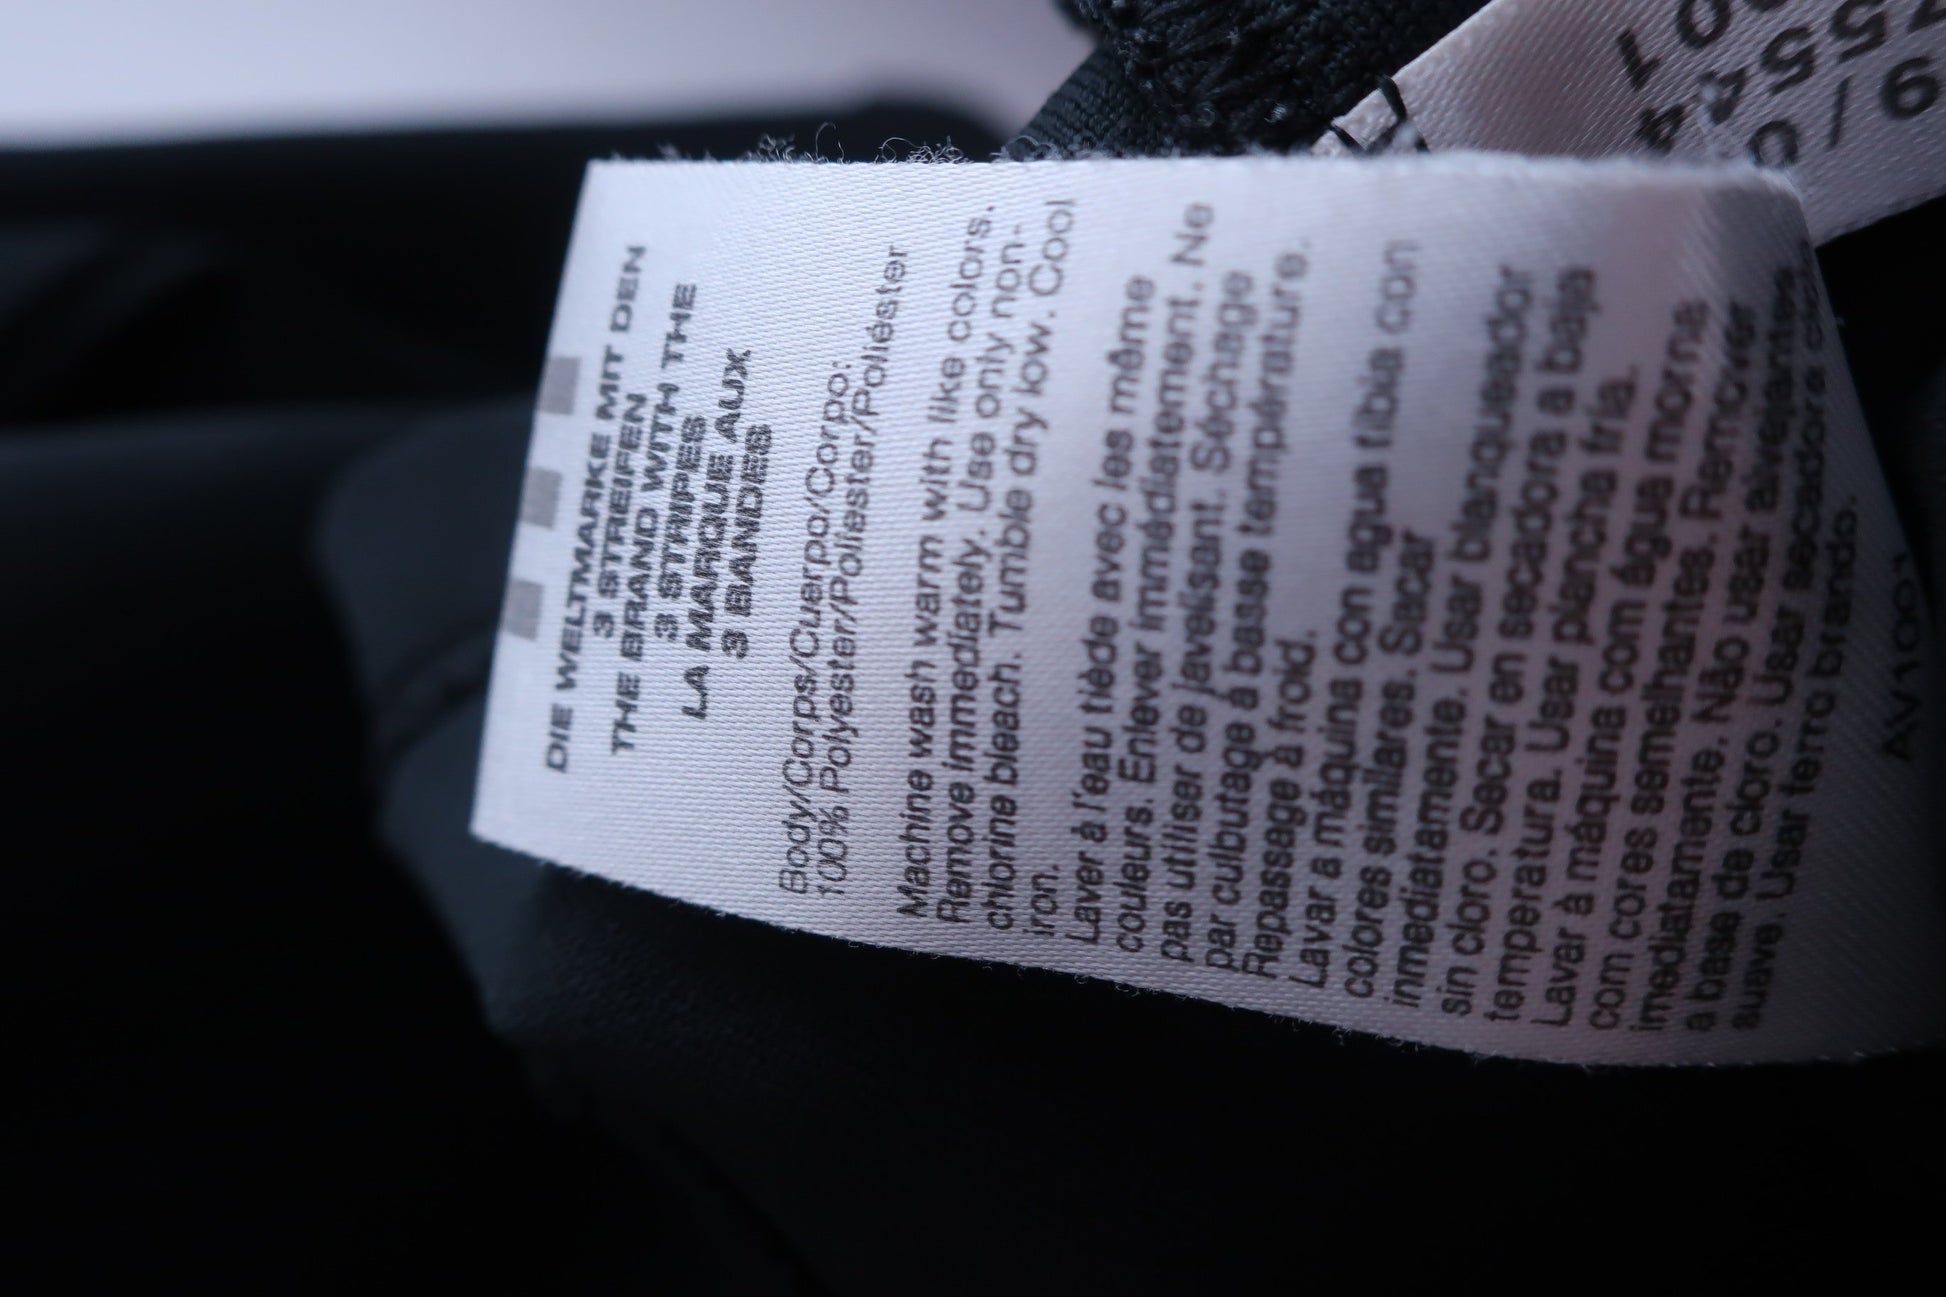 DIE WELTMARKE MIT DEN
3 STREIFEN
THE BRAND WITH THE
3 STRIPES
LA MARQUE AUX
3 BANDES
Body/Corps/Cuerpo/Corpo:
100% Polyester/Poliester/Poliéster
Machine wash warm with like colors.
Remove immediately. Use only non-
chlorine bleach. Tumble dry low. Cool
iron.
Laver à l'eau tiède avec les même
couleurs. Enlever immédiatement. Ne
pas utiliser de javelisant. Séchage
par culbutage à basse température.
Repassage à froid.
Lavar a máquina con agua tibia con
colores similares. Sacar
inmediatamente. Usar blanqueador
sin cloro. Secar en secadora a baja
temperatura. Usar plancha fría.
Lavar à máquina com água morna
com cores semelhantes. Remover
imediatamente. Não usar alvejantes
a base de cloro. Usar secadora
suave. Usar ferro brando.
AV1001